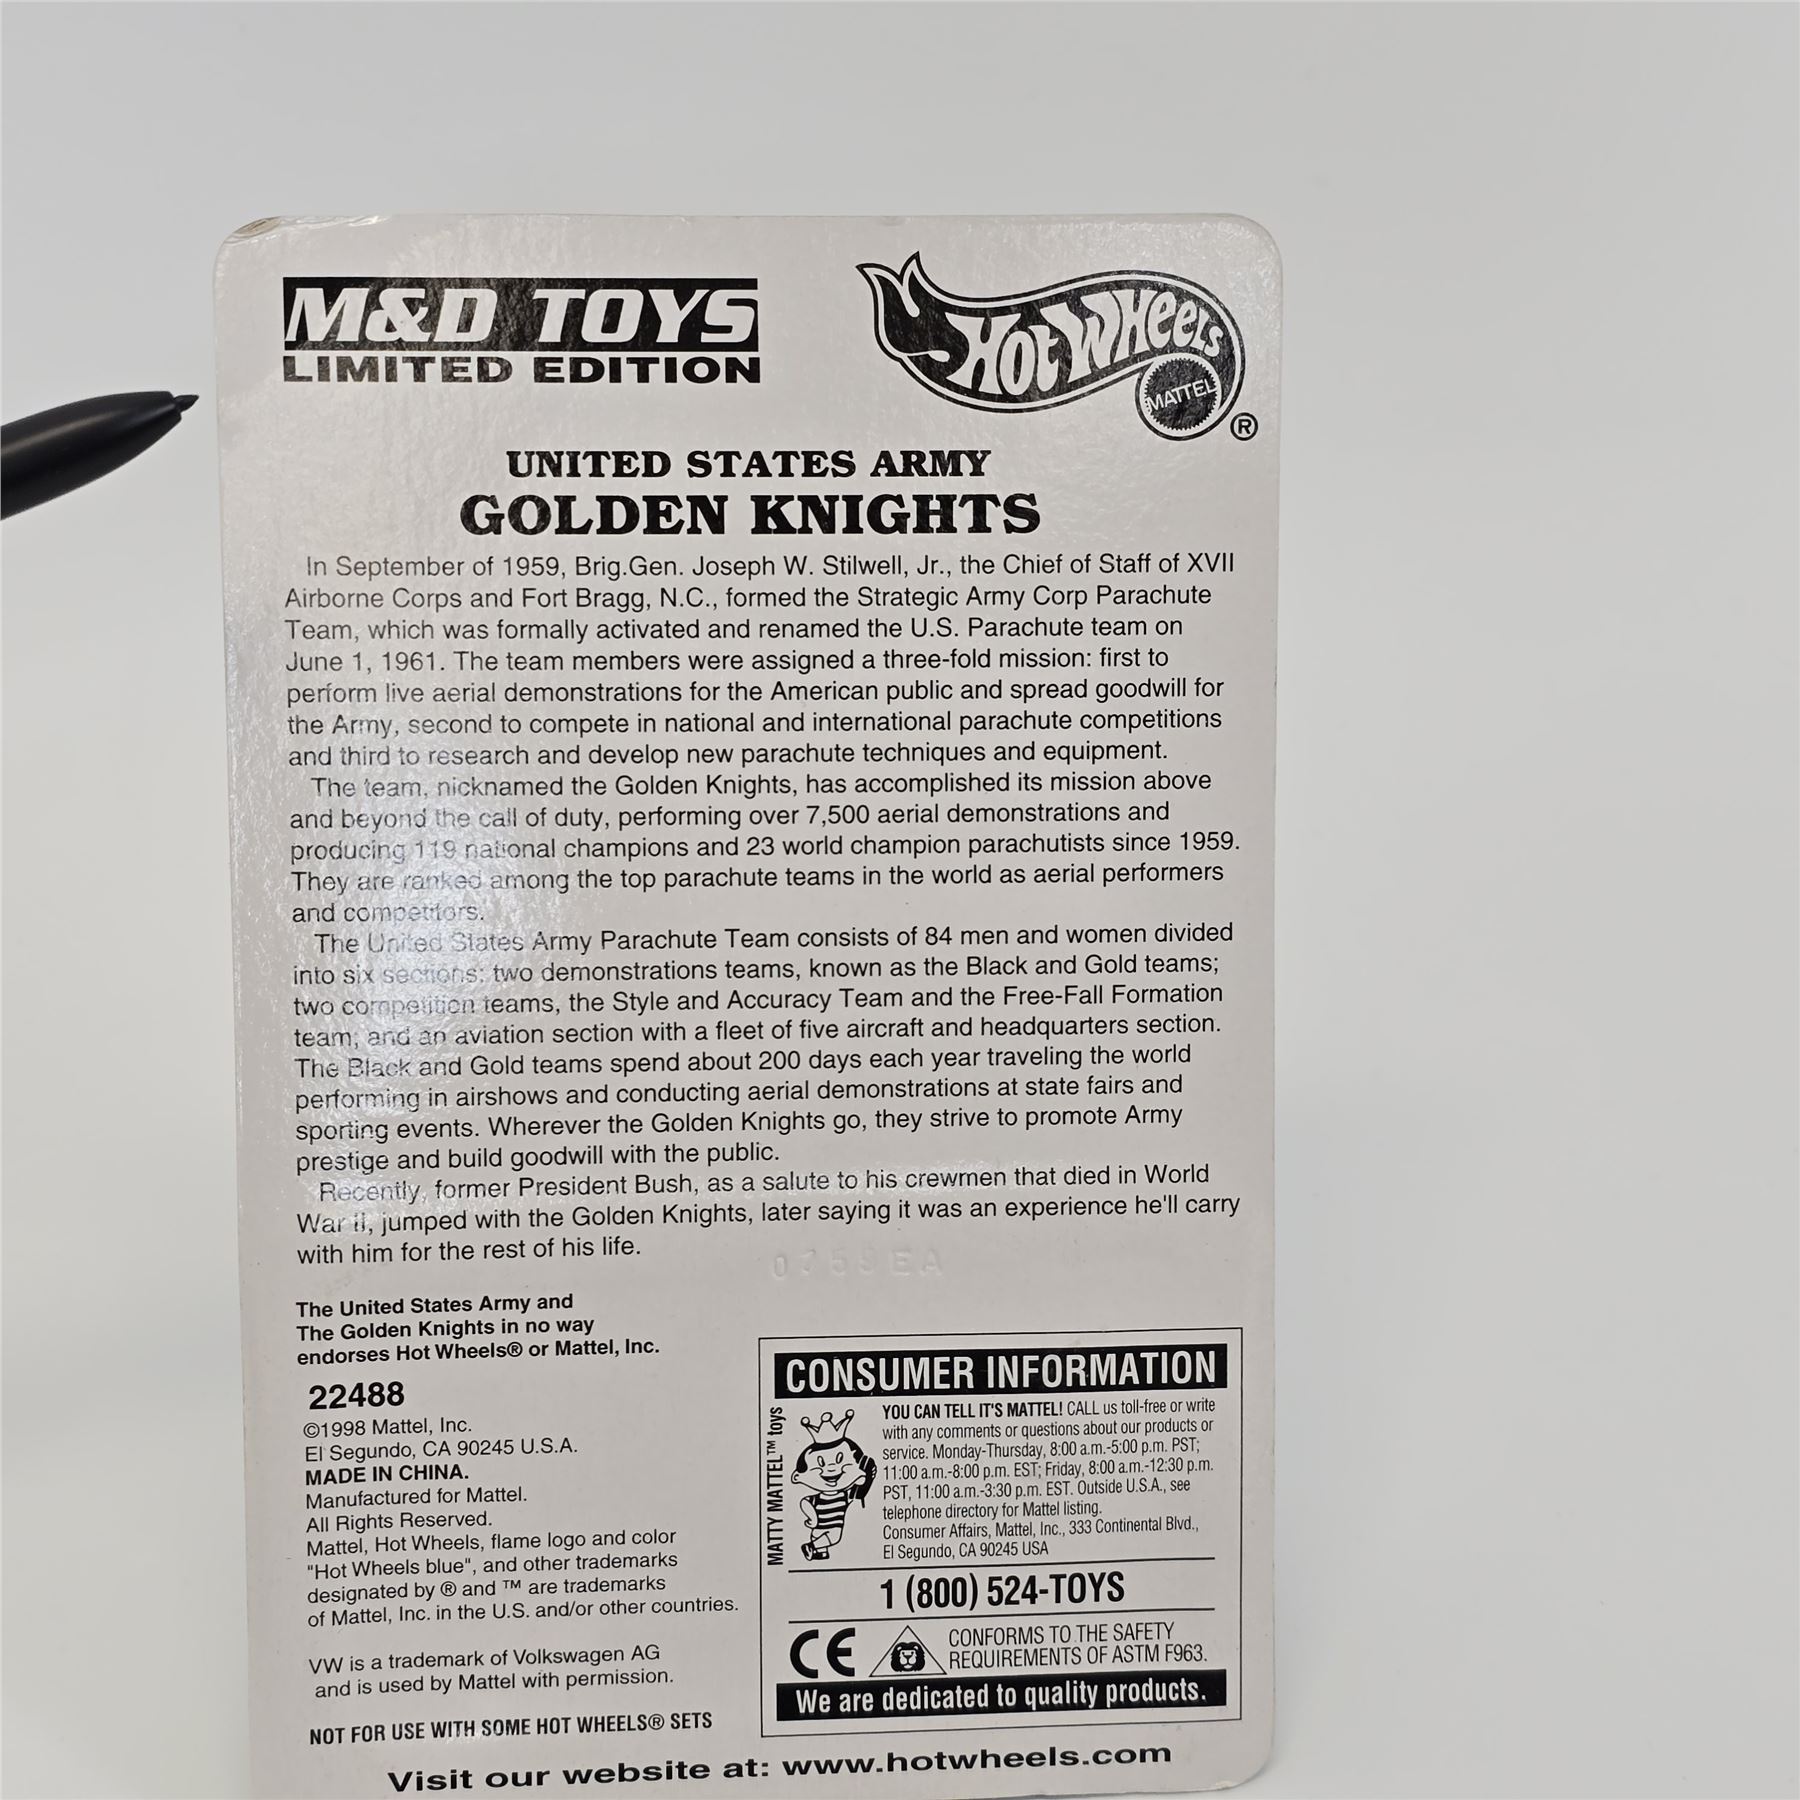 M&D TOYS
LIMITED EDITION
HOT WHEELS
MATTEL
®
UNITED STATES ARMY
GOLDEN KNIGHTS
In September of 1959, Brig.Gen. Joseph W. Stilwell, Jr., the Chief of Staff of XVII
Airborne Corps and Fort Bragg, N.C., formed the Strategic Army Corp Parachute
Team, which was formally activated and renamed the U.S. Parachute team on
June 1, 1961. The team members were assigned a three-fold mission: first to
perform live aerial demonstrations for the American public and spread goodwill for
the Army, second to compete in national and international parachute competitions
and third to research and develop new parachute techniques and equipment.
The team, nicknamed the Golden Knights, has accomplished its mission above
and beyond the call of duty, performing over 7,500 aerial demonstrations and
producing 119 national champions and 23 world champion parachutists since 1959.
They are ranked among the top parachute teams in the world as aerial performers
and competitors.
The United States Army Parachute Team consists of 84 men and women divided
into six sections: two demonstrations teams, known as the Black and Gold teams;
two competition teams, the Style and Accuracy Team and the Free-Fall Formation
team; and an aviation section with a fleet of five aircraft and headquarters section.
The Black and Gold teams spend about 200 days each year traveling the world
performing in airshows and conducting aerial demonstrations at state fairs and
sporting events. Wherever the Golden Knights go, they strive to promote Army
prestige and build goodwill with the public.
Recently, former President Bush, as a salute to his crewmen that died in World
War II, jumped with the Golden Knights, later saying it was an experience he'll carry
with him for the rest of his life.
The United States Army and
The Golden Knights in no way
endorses Hot Wheels® or Mattel, Inc.
22488
©1998 Mattel, Inc.
El Segundo, CA 90245 U.S.A.
MADE IN CHINA.
Manufactured for Mattel.
All Rights Reserved.
Mattel, Hot Wheels, flame logo and color
"Hot Wheels blue", and other trademarks
designated by ® and ™ are trademarks
of Mattel, Inc. in the U.S. and/or other countries.
VW is a trademark of Volkswagen AG
and is used by Mattel with permission.
NOT FOR USE WITH SOME HOT WHEELS® SETS
CONSUMER INFORMATION
MATTY MATTEL™ toys
YOU CAN TELL IT'S MATTEL! CALL us toll-free or write
with any comments or questions about our products or
service. Monday-Thursday, 8:00 a.m.-5:00 p.m. PST;
11:00 a.m.-8:00 p.m. EST; Friday, 8:00 a.m.-12:30 p.m.
PST, 11:00 a.m.-3:30 p.m. EST. Outside U.S.A., see
telephone directory for Mattel listing.
Consumer Affairs, Mattel, Inc., 333 Continental Blvd.,
El Segundo, CA 90245 USA
1 (800) 524-TOYS
CE
CONFORMS TO THE SAFETY
REQUIREMENTS OF ASTM F963.
We are dedicated to quality products.
Visit our website at: www.hotwheels.com